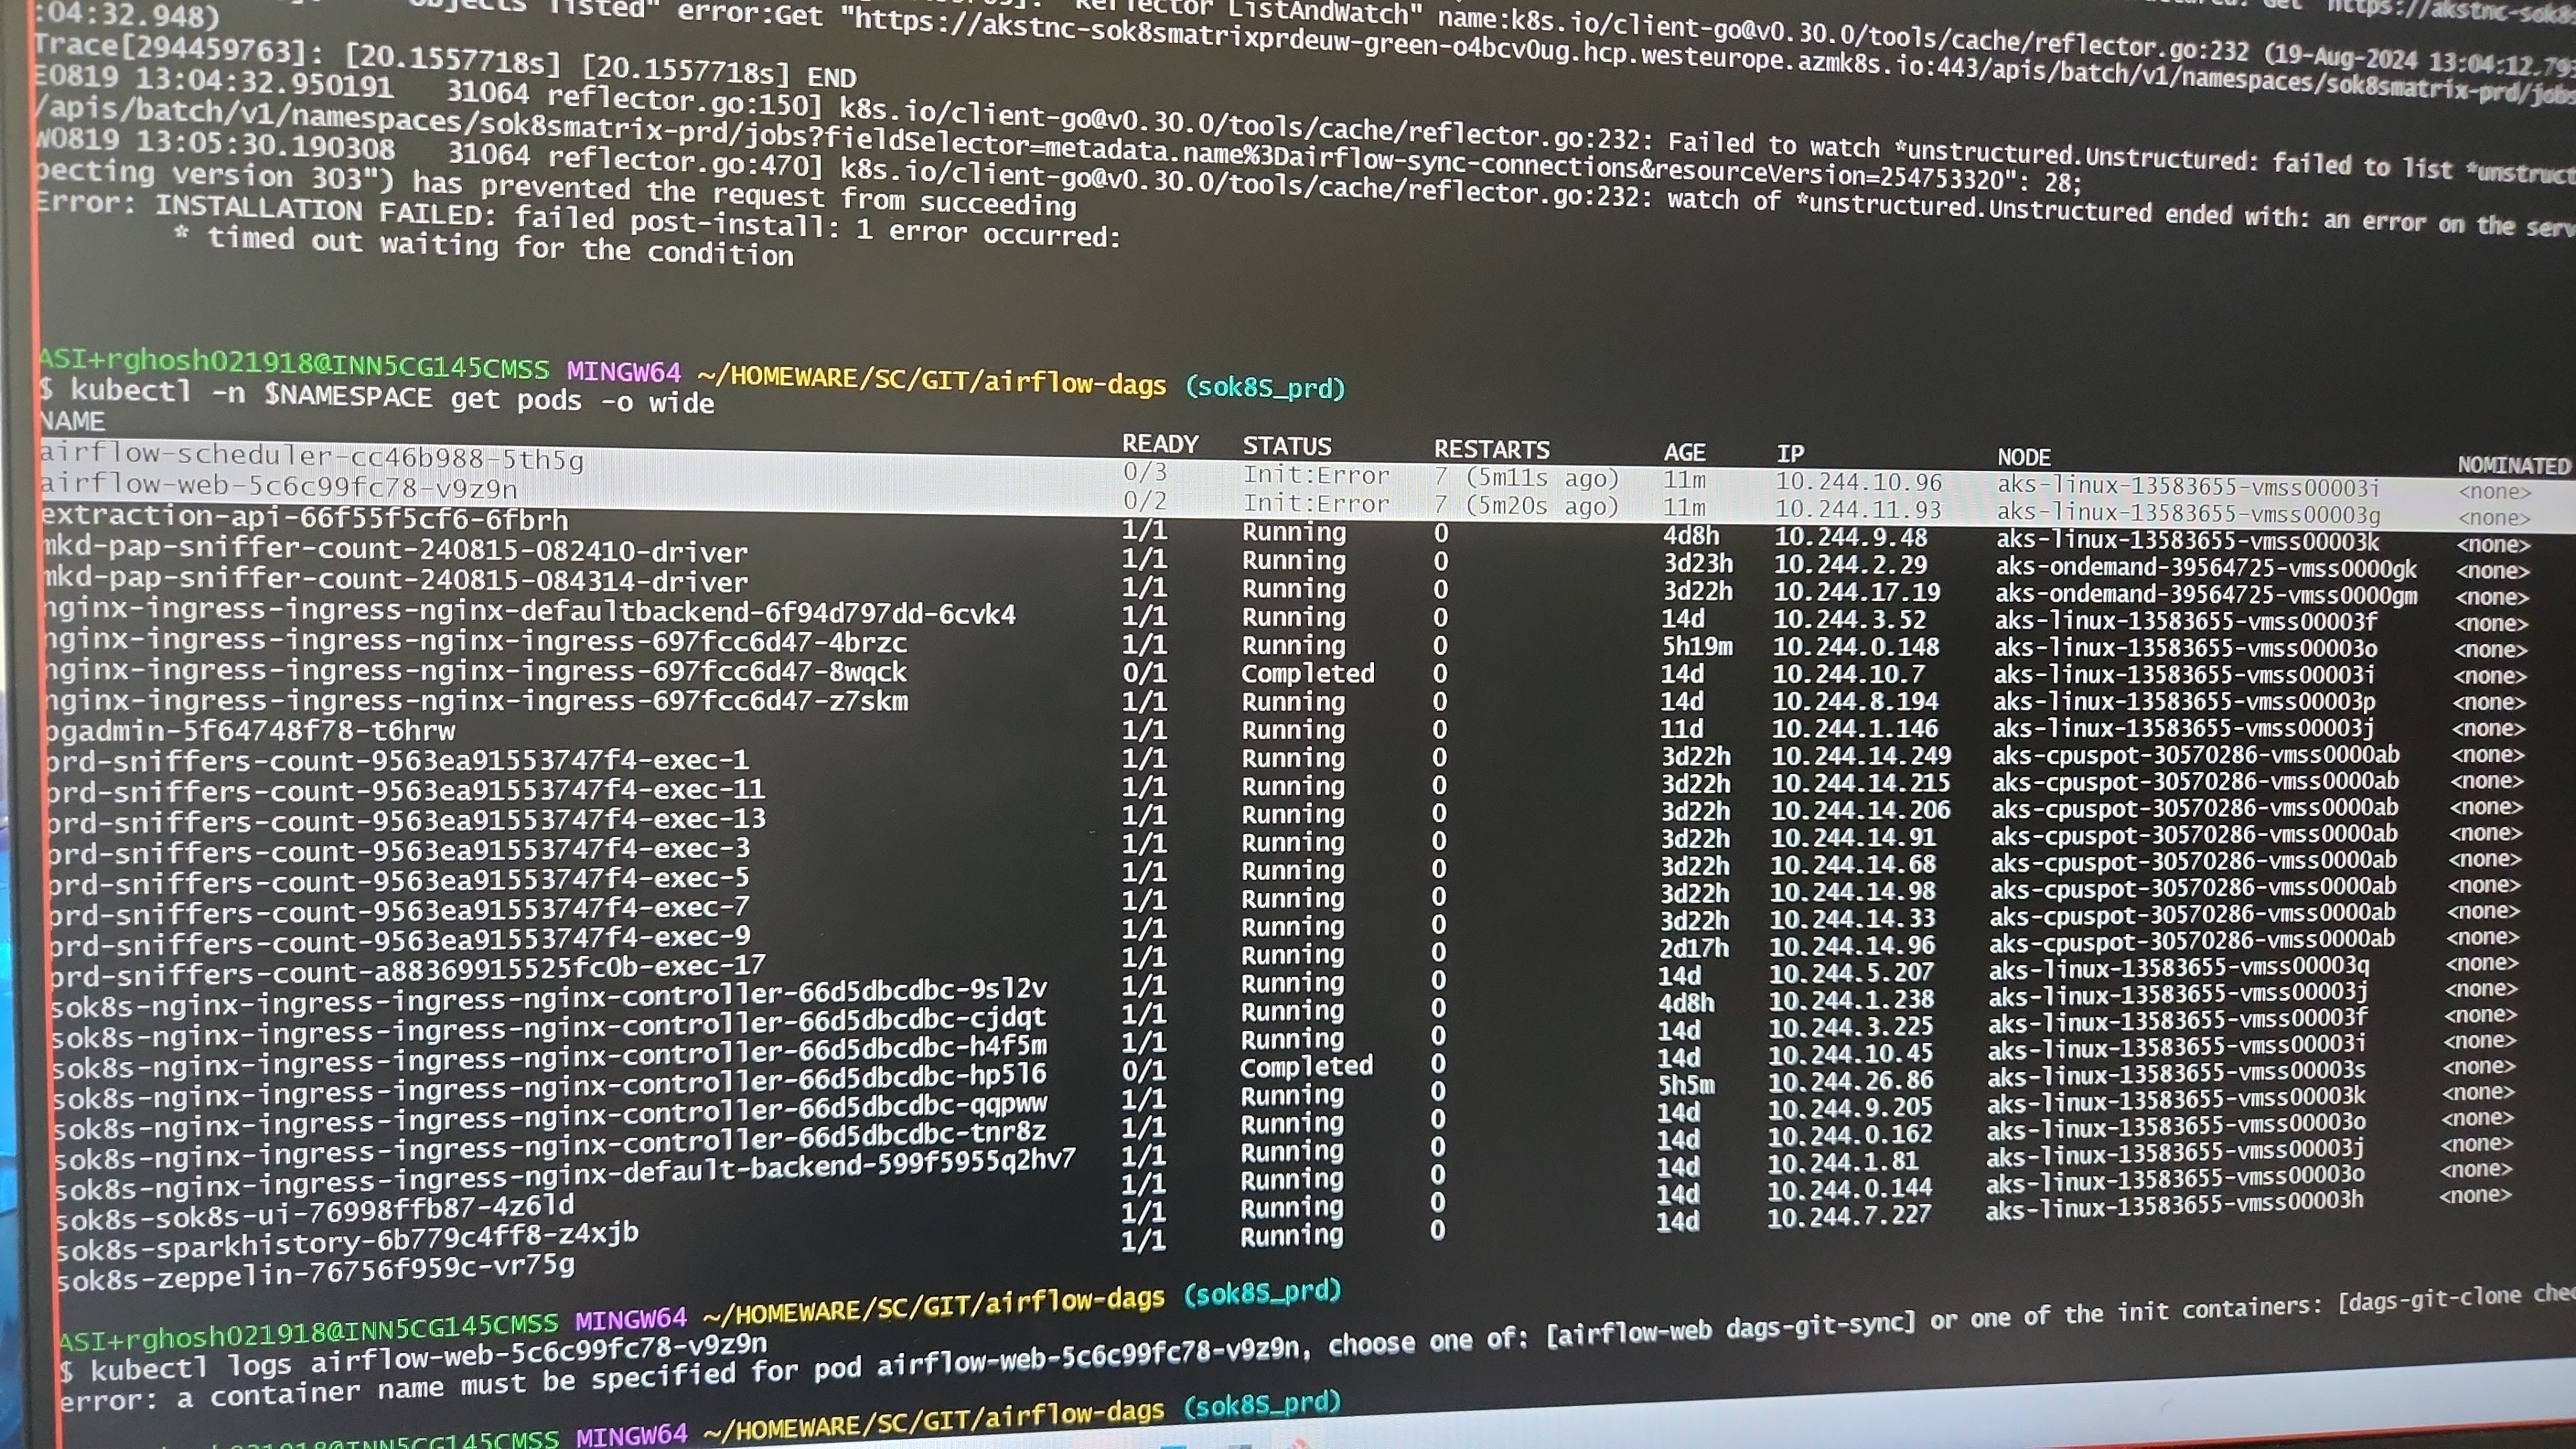 listed" error:Get "https://akstnc-sok8smatrixprdeuw-green-o4bcv0ug.hcp.westeurope.azmk8s.io:443/apis/batch/v1/namespaces/sok8smatrix-prd/jobs
ListAndWatch" name:k8s.io/client-go@v0.30.0/tools/cache/reflector.go:232 (19-Aug-2024 13:04:12.793
:04:32.948)
Trace[294459763]: [20.1557718s] [20.1557718s] END
E0819 13:04:32.950191 31064 reflector.go:150] k8s.io/client-go@v0.30.0/tools/cache/reflector.go:232: Failed to watch *unstructured.Unstructured: failed to list *unstruct
/apis/batch/v1/namespaces/sok8smatrix-prd/jobs?fieldSelector=metadata.name%3Dairflow-sync-connections&resourceVersion=254753320": 28;
W0819 13:05:30.190308 31064 reflector.go:470] k8s.io/client-go@v0.30.0/tools/cache/reflector.go:232: watch of *unstructured.Unstructured ended with: an error on the serv
pecting version 303") has prevented the request from succeeding
Error: INSTALLATION FAILED: failed post-install: 1 error occurred:
* timed out waiting for the condition
ASI+rghosh021918@INN5CG145CMSS MINGW64 ~/HOMEWARE/SC/GIT/airflow-dags (sok8S_prd)
$ kubectl -n $NAMESPACE get pods -o wide
NAME READY STATUS RESTARTS AGE IP NODE NOMINATED
airflow-scheduler-cc46b988-5th5g 0/3 Init:Error 7 (5m11s ago) 11m 10.244.10.96 aks-linux-13583655-vmss00003i <none>
airflow-web-5c6c99fc78-v9z9n 0/2 Init:Error 7 (5m20s ago) 11m 10.244.11.93 aks-linux-13583655-vmss00003g <none>
extraction-api-66f55f5cf6-6fbrh 1/1 Running 0 4d8h 10.244.9.48 aks-linux-13583655-vmss00003k <none>
mkd-pap-sniffer-count-240815-082410-driver 1/1 Running 0 3d23h 10.244.2.29 aks-ondemand-39564725-vmss0000gk <none>
mkd-pap-sniffer-count-240815-084314-driver 1/1 Running 0 3d22h 10.244.17.19 aks-ondemand-39564725-vmss0000gm <none>
nginx-ingress-ingress-nginx-defaultbackend-6f94d797dd-6cvk4 1/1 Running 0 14d 10.244.3.52 aks-linux-13583655-vmss00003f <none>
nginx-ingress-ingress-nginx-ingress-697fcc6d47-4brzc 1/1 Running 0 5h19m 10.244.0.148 aks-linux-13583655-vmss00003o <none>
nginx-ingress-ingress-nginx-ingress-697fcc6d47-8wqck 0/1 Completed 0 14d 10.244.10.7 aks-linux-13583655-vmss00003i <none>
nginx-ingress-ingress-nginx-ingress-697fcc6d47-z7skm 1/1 Running 0 14d 10.244.8.194 aks-linux-13583655-vmss00003p <none>
pgadmin-5f64748f78-t6hrw 1/1 Running 0 11d 10.244.1.146 aks-linux-13583655-vmss00003j <none>
prd-sniffers-count-9563ea91553747f4-exec-1 1/1 Running 0 3d22h 10.244.14.249 aks-cpuspot-30570286-vmss0000ab <none>
prd-sniffers-count-9563ea91553747f4-exec-11 1/1 Running 0 3d22h 10.244.14.215 aks-cpuspot-30570286-vmss0000ab <none>
prd-sniffers-count-9563ea91553747f4-exec-13 1/1 Running 0 3d22h 10.244.14.206 aks-cpuspot-30570286-vmss0000ab <none>
prd-sniffers-count-9563ea91553747f4-exec-3 1/1 Running 0 3d22h 10.244.14.91 aks-cpuspot-30570286-vmss0000ab <none>
prd-sniffers-count-9563ea91553747f4-exec-5 1/1 Running 0 3d22h 10.244.14.68 aks-cpuspot-30570286-vmss0000ab <none>
prd-sniffers-count-9563ea91553747f4-exec-7 1/1 Running 0 3d22h 10.244.14.98 aks-cpuspot-30570286-vmss0000ab <none>
prd-sniffers-count-9563ea91553747f4-exec-9 1/1 Running 0 3d22h 10.244.14.33 aks-cpuspot-30570286-vmss0000ab <none>
prd-sniffers-count-a88369915525fc0b-exec-17 1/1 Running 0 2d17h 10.244.14.96 aks-cpuspot-30570286-vmss0000ab <none>
sok8s-nginx-ingress-ingress-nginx-controller-66d5dbcdbc-9sl2v 1/1 Running 0 14d 10.244.5.207 aks-linux-13583655-vmss00003q <none>
sok8s-nginx-ingress-ingress-nginx-controller-66d5dbcdbc-cjdqt 1/1 Running 0 4d8h 10.244.1.238 aks-linux-13583655-vmss00003j <none>
sok8s-nginx-ingress-ingress-nginx-controller-66d5dbcdbc-h4f5m 1/1 Running 0 14d 10.244.3.225 aks-linux-13583655-vmss00003f <none>
sok8s-nginx-ingress-ingress-nginx-controller-66d5dbcdbc-hp5l6 0/1 Completed 0 14d 10.244.10.45 aks-linux-13583655-vmss00003i <none>
sok8s-nginx-ingress-ingress-nginx-controller-66d5dbcdbc-qqpww 1/1 Running 0 5h5m 10.244.26.86 aks-linux-13583655-vmss00003s <none>
sok8s-nginx-ingress-ingress-nginx-controller-66d5dbcdbc-tnr8z 1/1 Running 0 14d 10.244.9.205 aks-linux-13583655-vmss00003k <none>
sok8s-nginx-ingress-ingress-nginx-default-backend-599f5955q2hv7 1/1 Running 0 14d 10.244.0.162 aks-linux-13583655-vmss00003o <none>
sok8s-sok8s-ui-76998ffb87-4z6ld 1/1 Running 0 14d 10.244.1.81 aks-linux-13583655-vmss00003j <none>
sok8s-sparkhistory-6b779c4ff8-z4xjb 1/1 Running 0 14d 10.244.0.144 aks-linux-13583655-vmss00003o <none>
sok8s-zeppelin-76756f959c-vr75g 1/1 Running 0 14d 10.244.7.227 aks-linux-13583655-vmss00003h <none>
ASI+rghosh021918@INN5CG145CMSS MINGW64 ~/HOMEWARE/SC/GIT/airflow-dags (sok8S_prd)
$ kubectl logs airflow-web-5c6c99fc78-v9z9n
error: a container name must be specified for pod airflow-web-5c6c99fc78-v9z9n, choose one of: [airflow-web dags-git-sync] or one of the init containers: [dags-git-clone chec
MINGW64 ~/HOMEWARE/SC/GIT/airflow-dags (sok8S_prd)